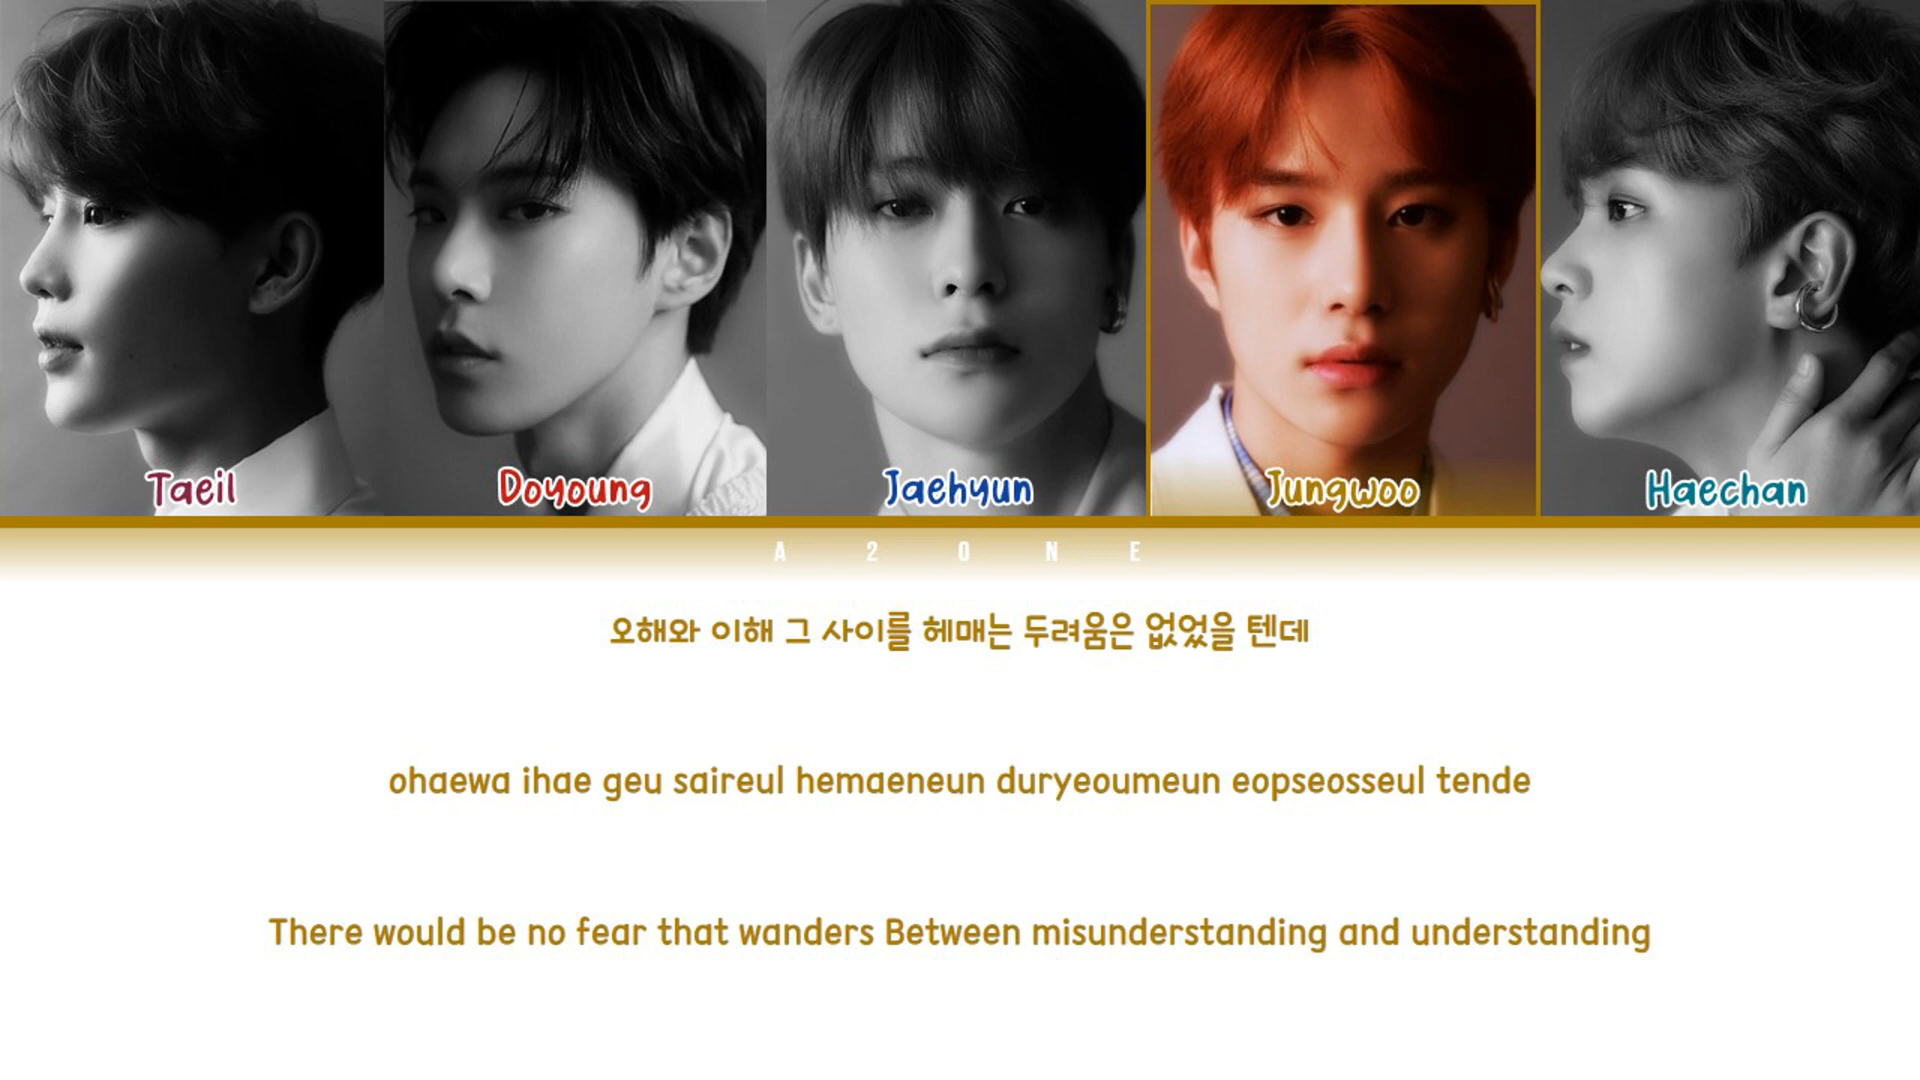 Taeil
Doyoung
Jaehyun
Jungwoo
Haechan
A 2 O N E
오해와 이해 그 사이를 헤매는 두려움은 없었을 텐데
ohaewa ihae geu saireul hemaeneun duryeoumeun eopseosseul tende
There would be no fear that wanders Between misunderstanding and understanding